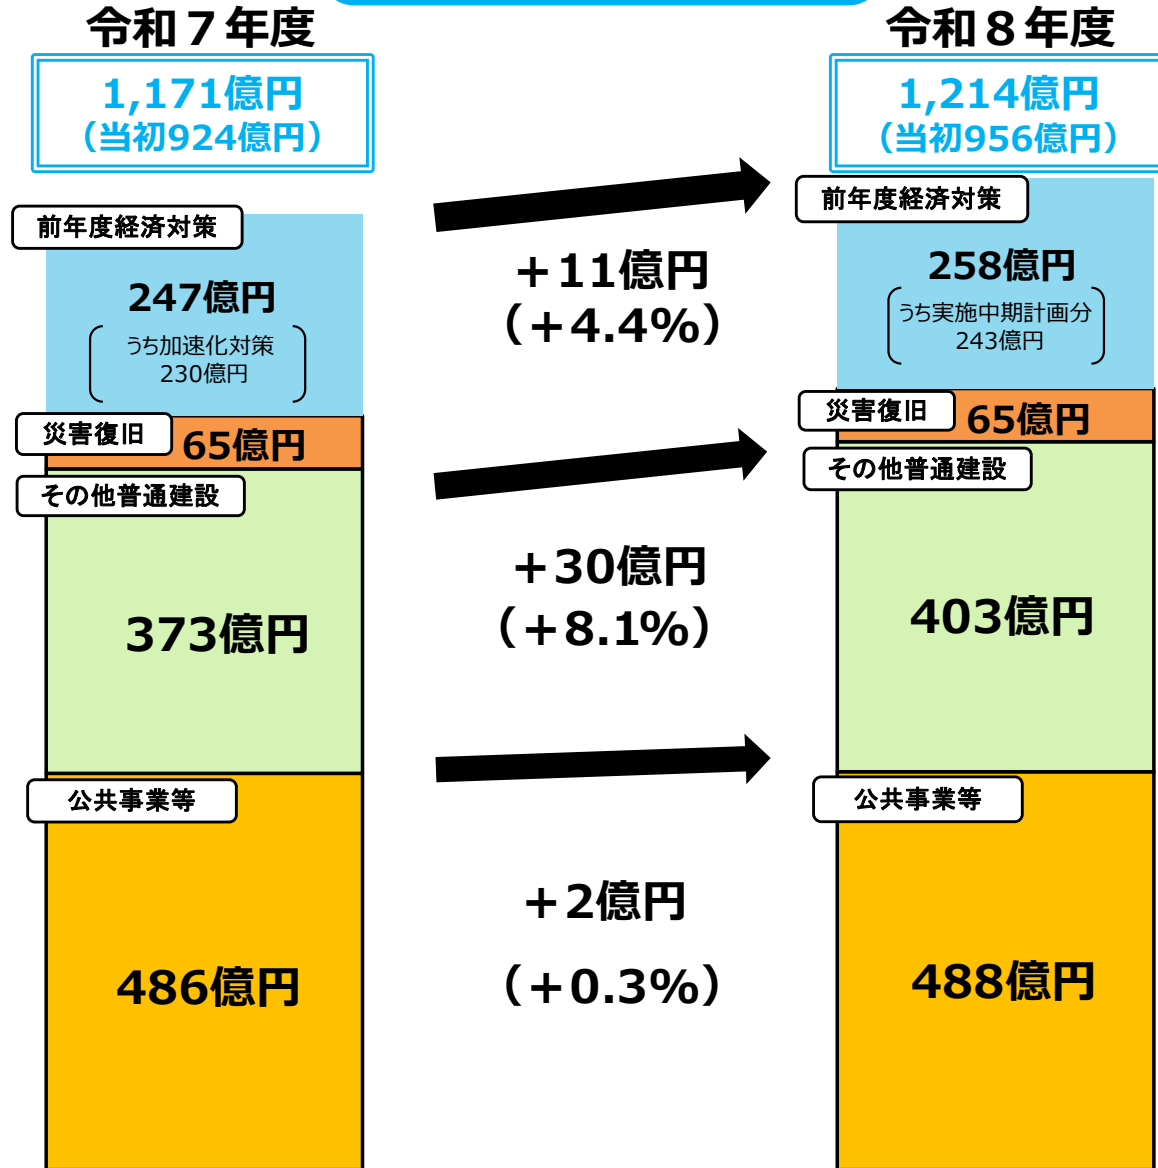 令和７年度
1,171億円
（当初924億円）
前年度経済対策
247億円
うち加速化対策
230億円
災害復旧
65億円
その他普通建設
373億円
公共事業等
486億円
＋11億円
（＋4.4％）
＋30億円
（＋8.1％）
＋2億円
（＋0.3％）
令和８年度
1,214億円
（当初956億円）
前年度経済対策
258億円
うち実施中期計画分
243億円
災害復旧
65億円
その他普通建設
403億円
公共事業等
488億円